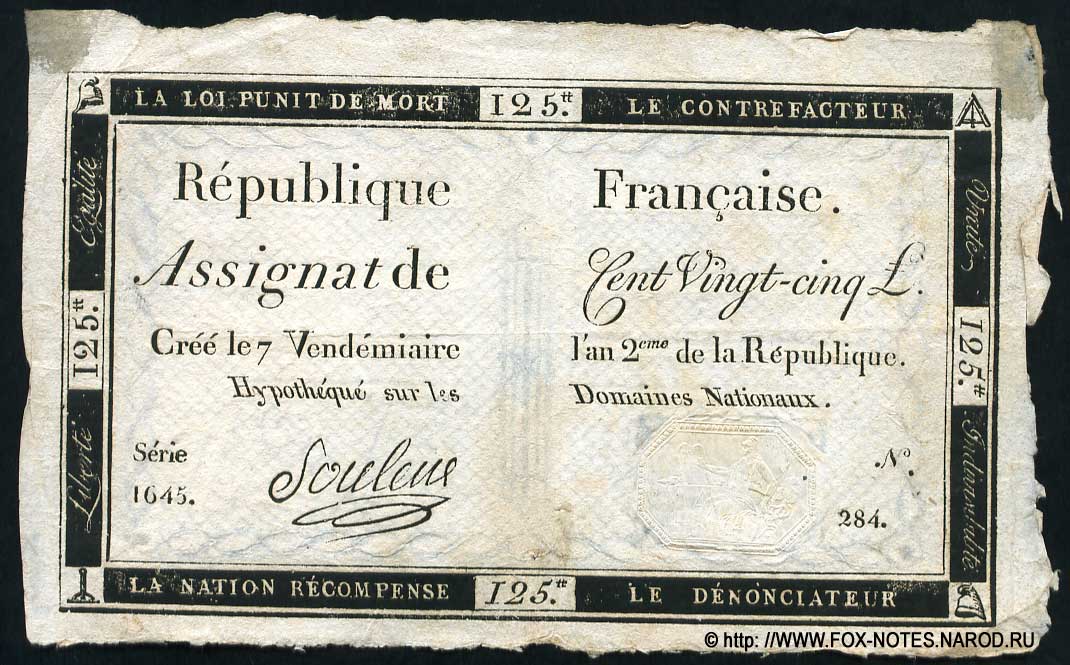 LA LOI PUNIT DE MORT 125.tt LE CONTREFACTEUR
Egalité
Unité
République Française.
Assignat de Cent Vingt-cinq £.
Créé le 7 Vendémiaire l'an 2eme de la République.
Hypothéqué sur les Domaines Nationaux.
125.tt
125.tt
Liberté
Indivisibilité
Série
1645.
N°.
284.
LA NATION RÉCOMPENSE 125.tt LE DÉNONCIATEUR
© http: //WWW.FOX-NOTES.NAROD.RU